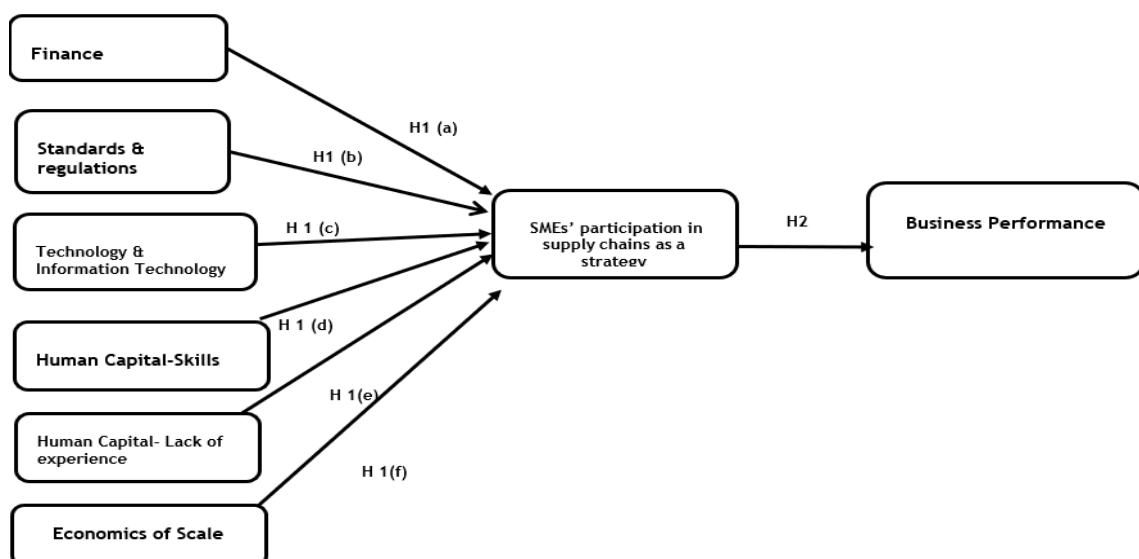 Finance
H1 (a)
Standards &
regulations
H1 (b)
Technology &
Information Technology
H 1 (c)
SMEs’ participation in
supply chains as a
strategy
H2
Business Performance
Human Capital-Skills
H 1 (d)
Human Capital- Lack of
experience
H 1(e)
H 1(f)
Economics of Scale